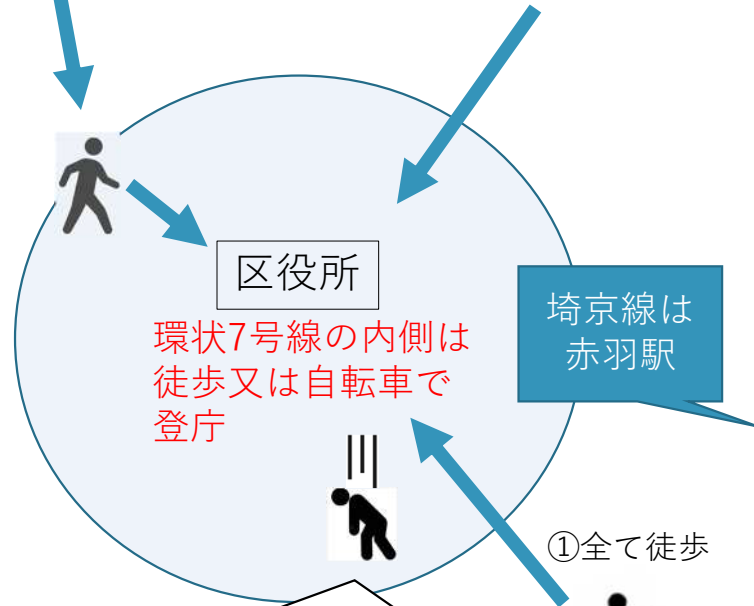 区役所
環状7号線の内側は
徒歩又は自転車で
登庁
埼京線は
赤羽駅
①全て徒歩